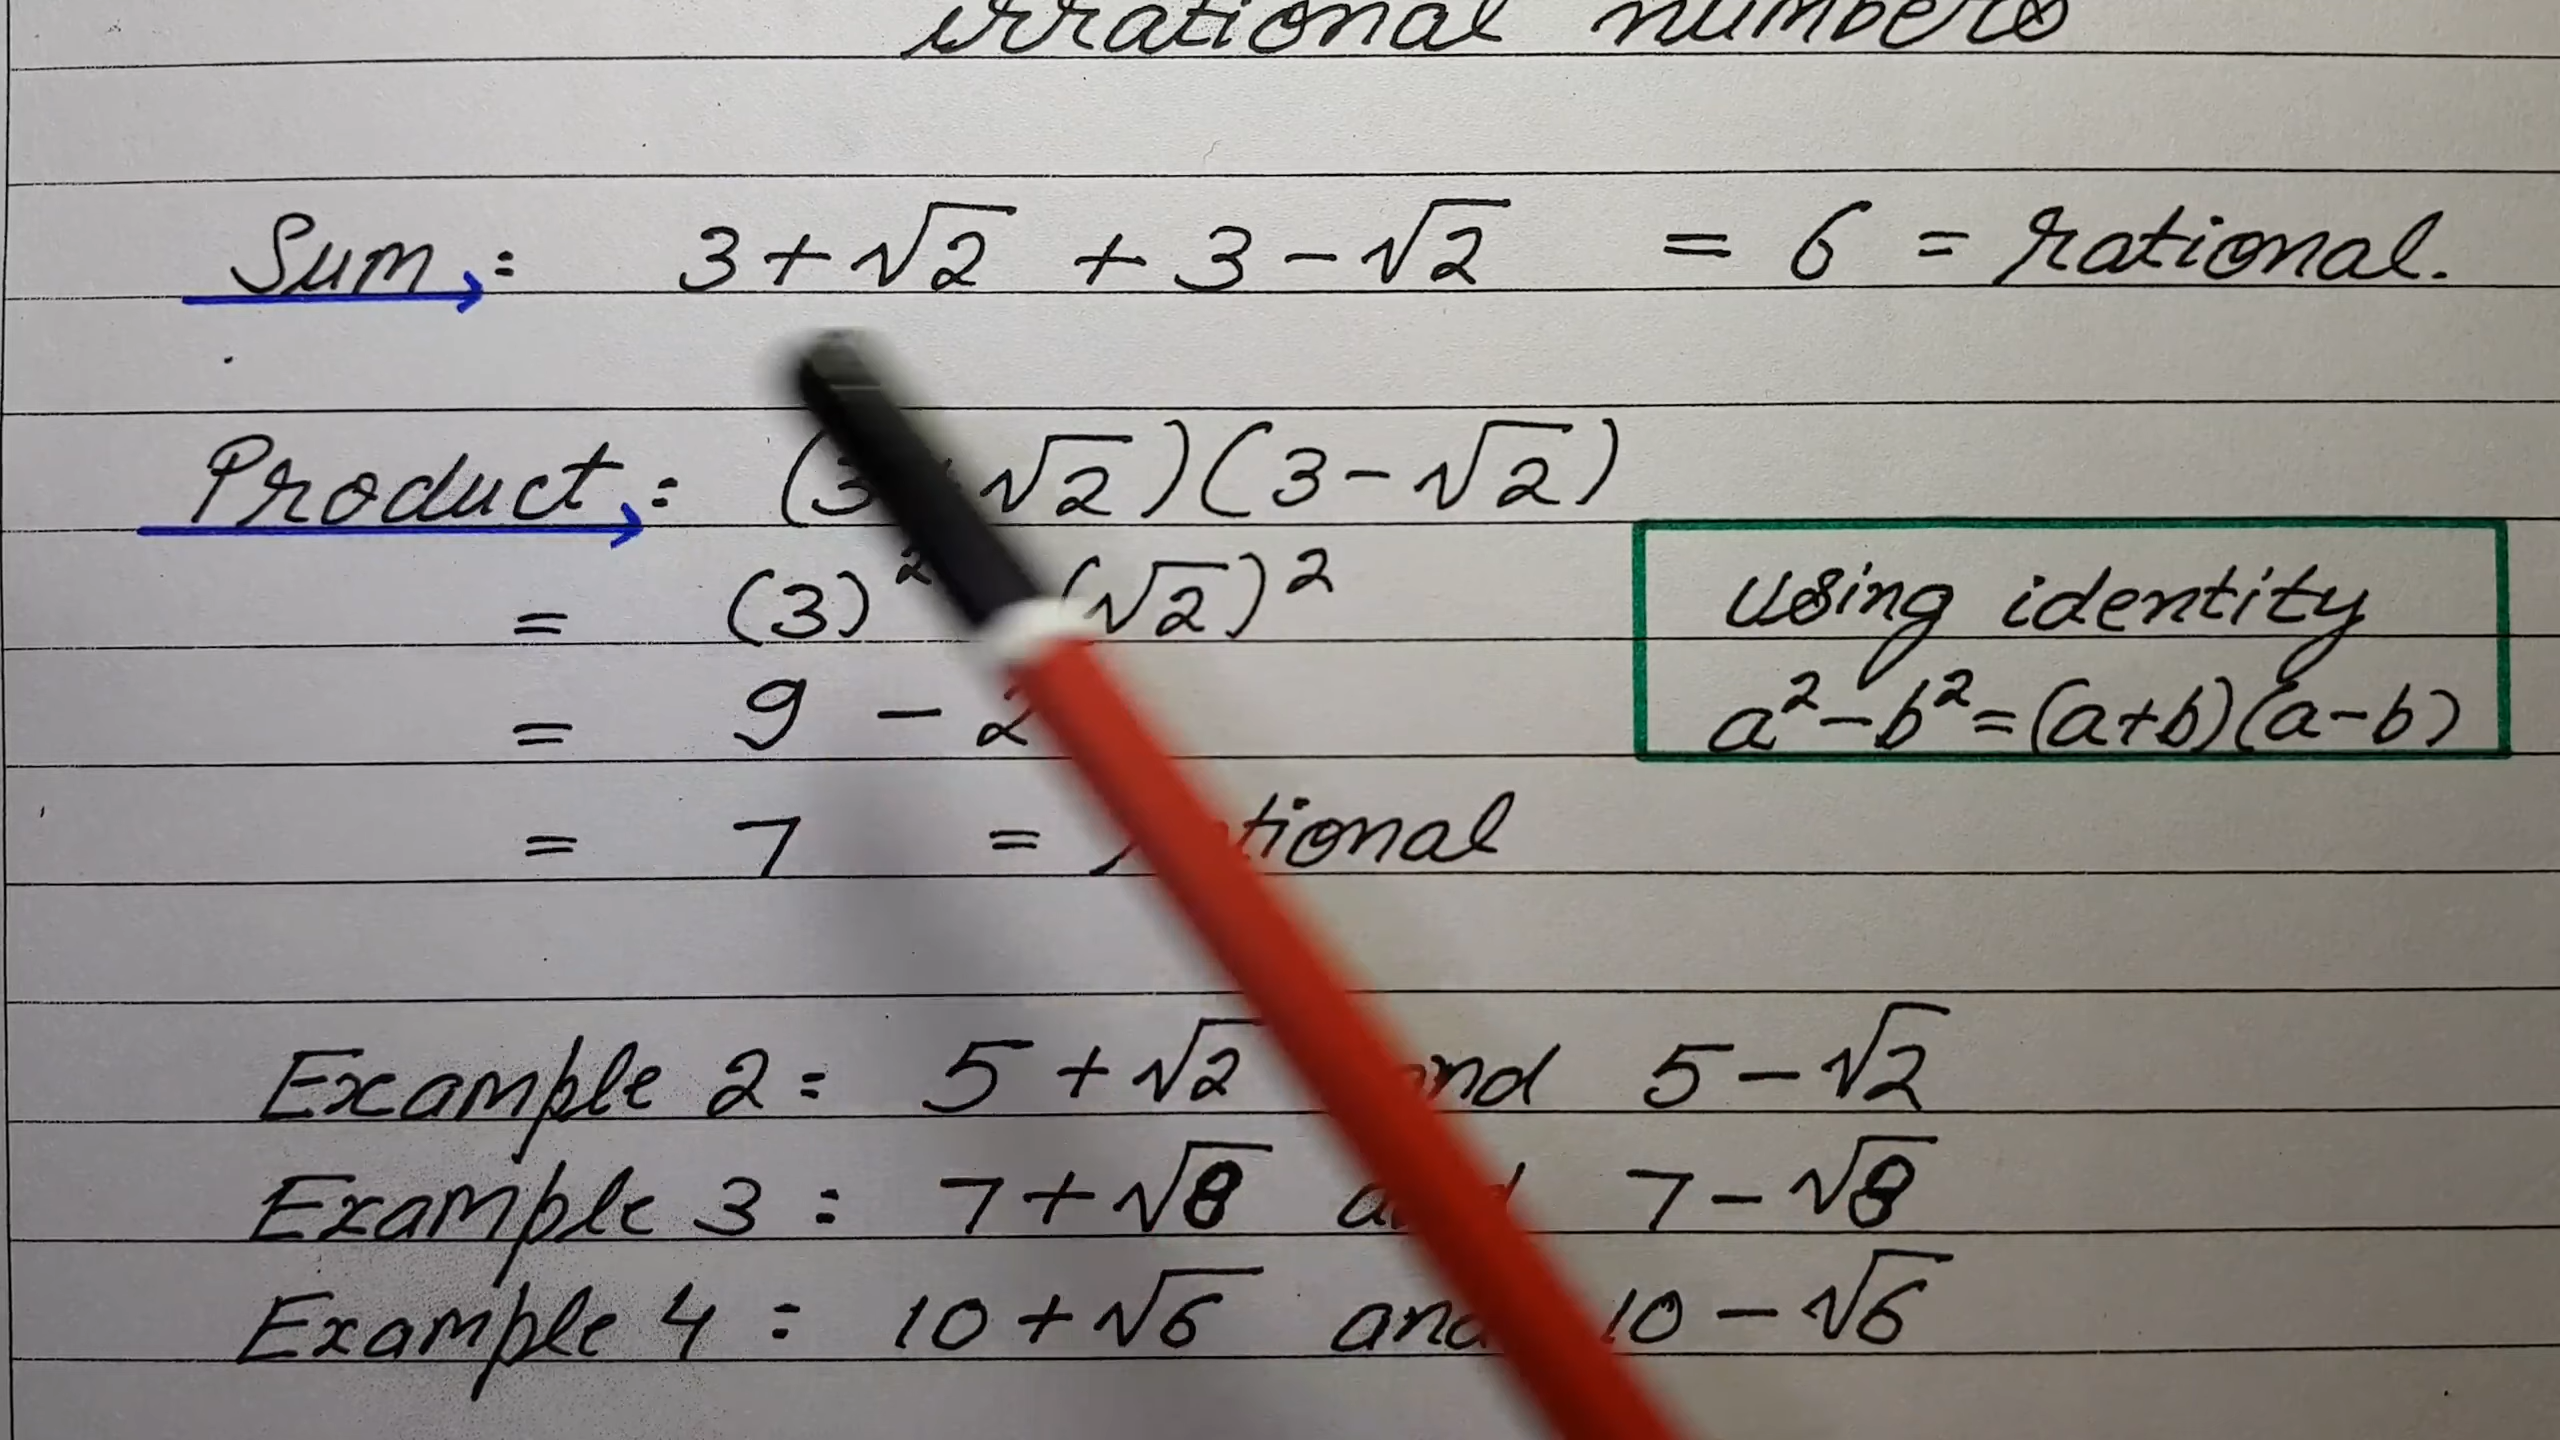 irrational numbers
Sum: 3+√2 + 3-√2 = 6 = rational.
Product: (3 √2)(3-√2)
= (3)² (√2)²
using identity
= 9 - 2
a²-b²=(a+b)(a-b)
= 7 =
Example 2: 5+√2 5-√2
Example 3: 7+√8 7-√8
Example 4: 10+√6 and 10-√6